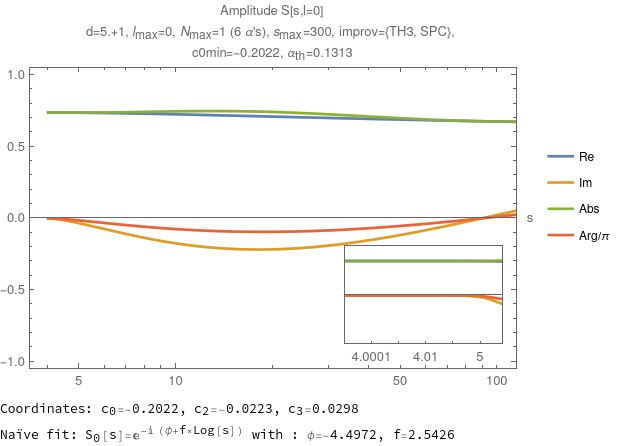 Amplitude S[s,l=0]
d=5.+1, lmax=0, Nmax=1 (6 α's), smax=300, improv={TH3, SPC},
c0min=-0.2022, αth=0.1313
1.0
0.5
0.0
-0.5
-1.0
s
Re
Im
Abs
Arg/π
4.0001 4.01 5
5 10 50 100
Coordinates: c0=-0.2022, c2=-0.0223, c3=0.0298
Naïve fit: S0[s]=e^-i (ϕ+f×Log[s]) with : ϕ=-4.4972, f=2.5426